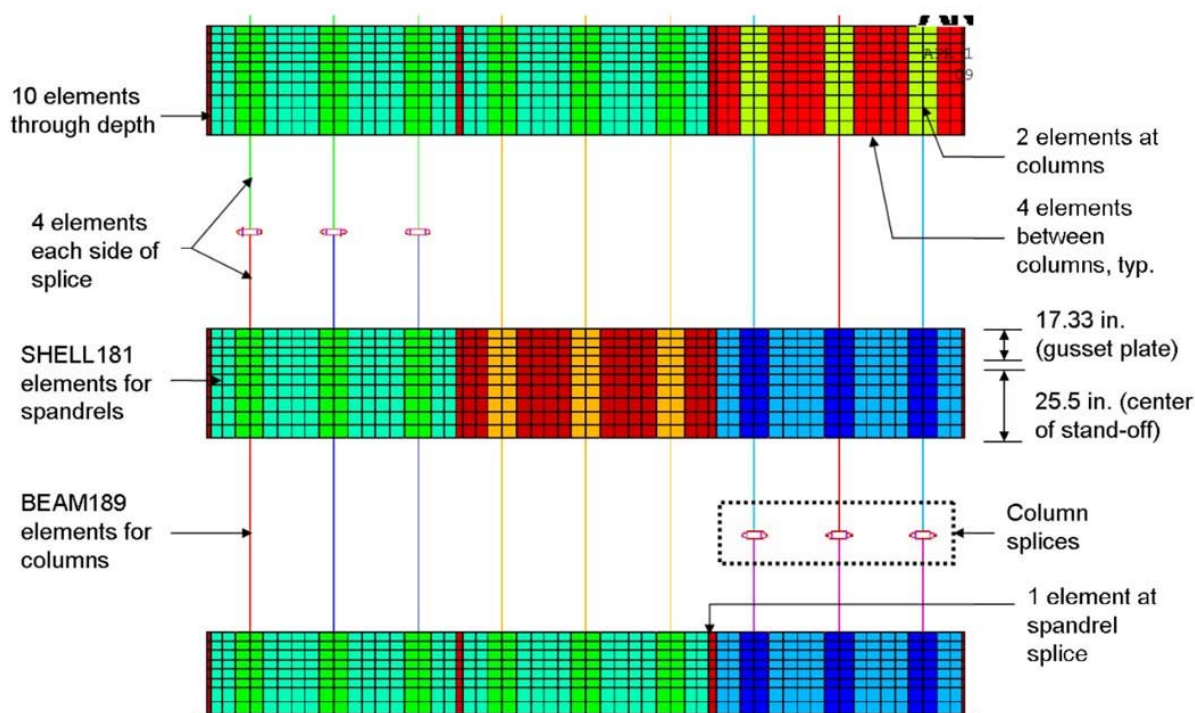 10 elements
through depth
2 elements at
columns
4 elements
each side of
splice
4 elements
between
columns, typ.
SHELL181
elements for
spandrels
17.33 in.
(gusset plate)
25.5 in. (center
of stand-off)
BEAM189
elements for
columns
Column
splices
1 element at
spandrel
splice